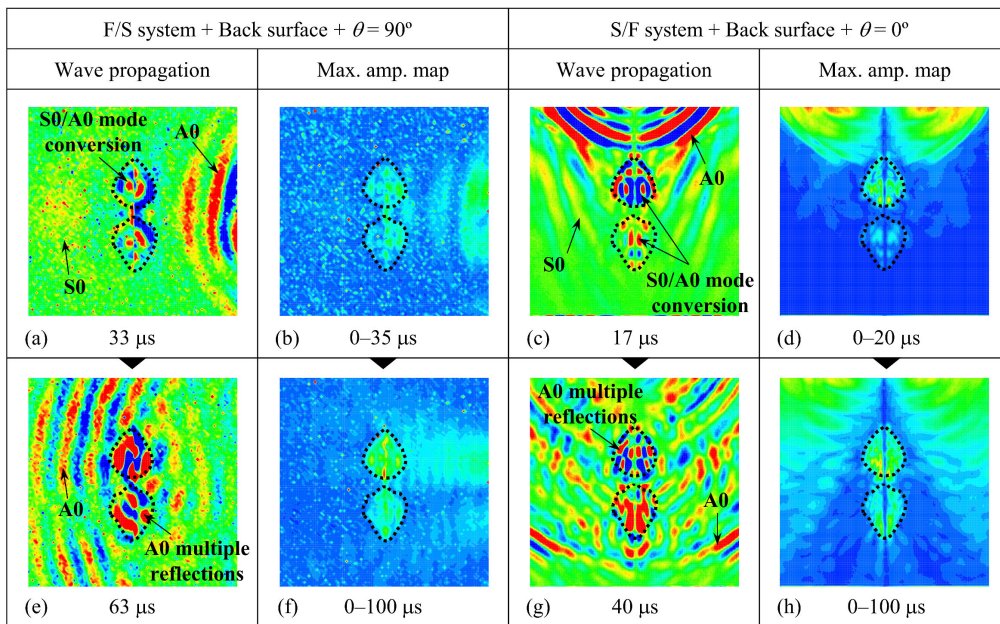 F/S system + Back surface + θ = 90º
S/F system + Back surface + θ = 0º
Wave propagation
Max. amp. map
Wave propagation
Max. amp. map
S0/A0 mode
conversion
A0
S0
A0
S0
S0/A0 mode
conversion
(a) 33 µs
(b) 0–35 µs
(c) 17 µs
(d) 0–20 µs
A0
A0 multiple
reflections
A0 multiple
reflections
A0
(e) 63 µs
(f) 0–100 µs
(g) 40 µs
(h) 0–100 µs